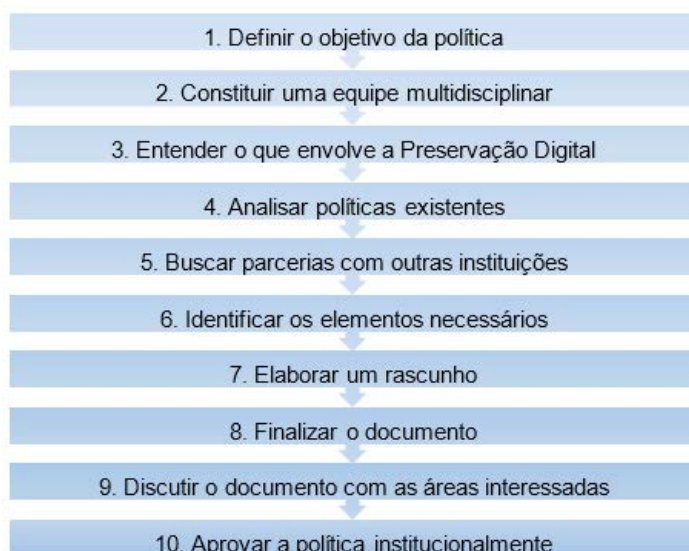 1. Definir o objetivo da política
2. Constituir uma equipe multidisciplinar
3. Entender o que envolve a Preservação Digital
4. Analisar políticas existentes
5. Buscar parcerias com outras instituições
6. Identificar os elementos necessários
7. Elaborar um rascunho
8. Finalizar o documento
9. Discutir o documento com as áreas interessadas
10. Aprovar a política institucionalmente